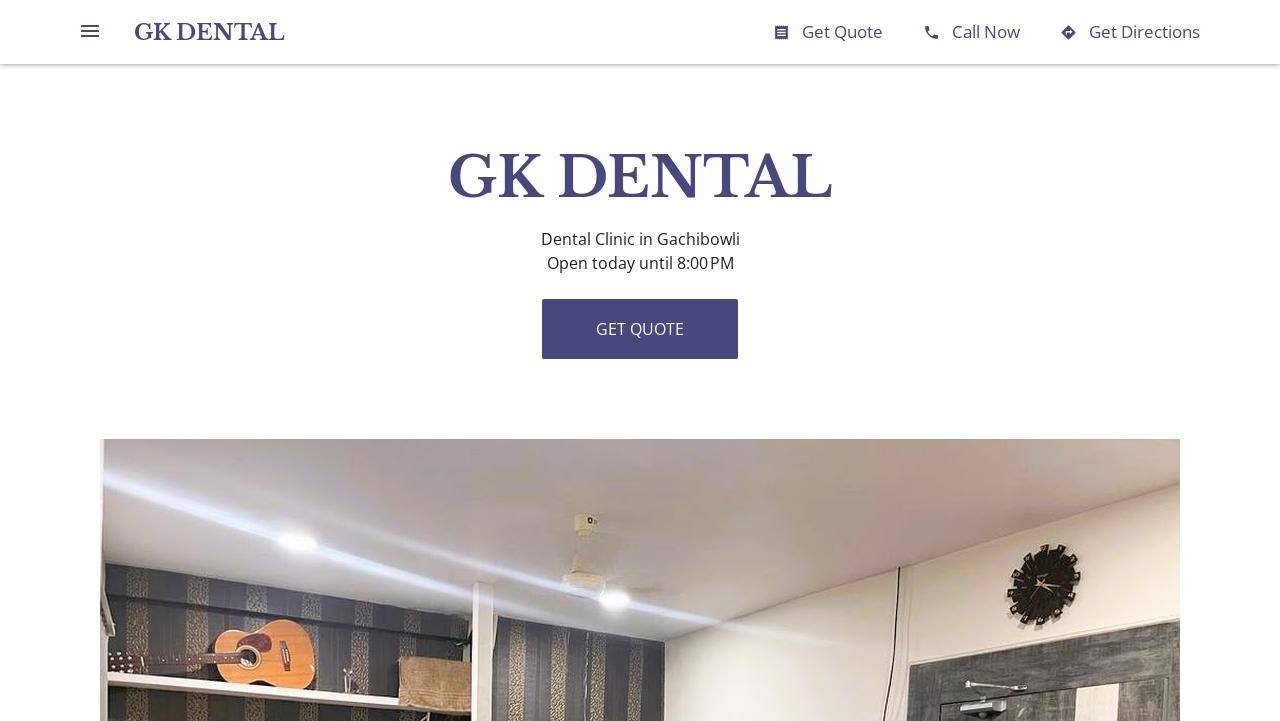 GK DENTAL
Get Quote
Call Now
Get Directions
GK DENTAL
Dental Clinic in Gachibowli
Open today until 8:00 PM
GET QUOTE